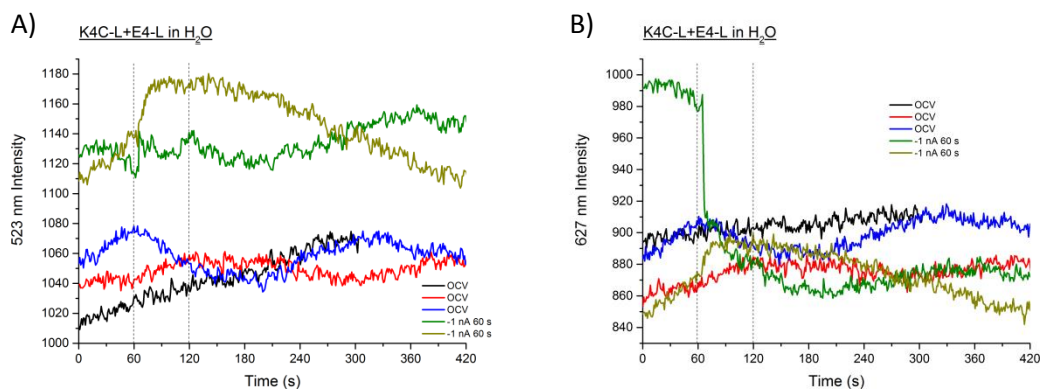 A)
K4C-L+E4-L in H₂O
523 nm Intensity
1180
1160
1140
1120
1100
1080
1060
1040
1020
1000
0 60 120 180 240 300 360 420
Time (s)
OCV
OCV
OCV
-1 nA 60 s
-1 nA 60 s
B)
K4C-L+E4-L in H₂O
627 nm Intensity
1000
980
960
940
920
900
880
860
840
0 60 120 180 240 300 360 420
Time (s)
OCV
OCV
OCV
-1 nA 60 s
-1 nA 60 s